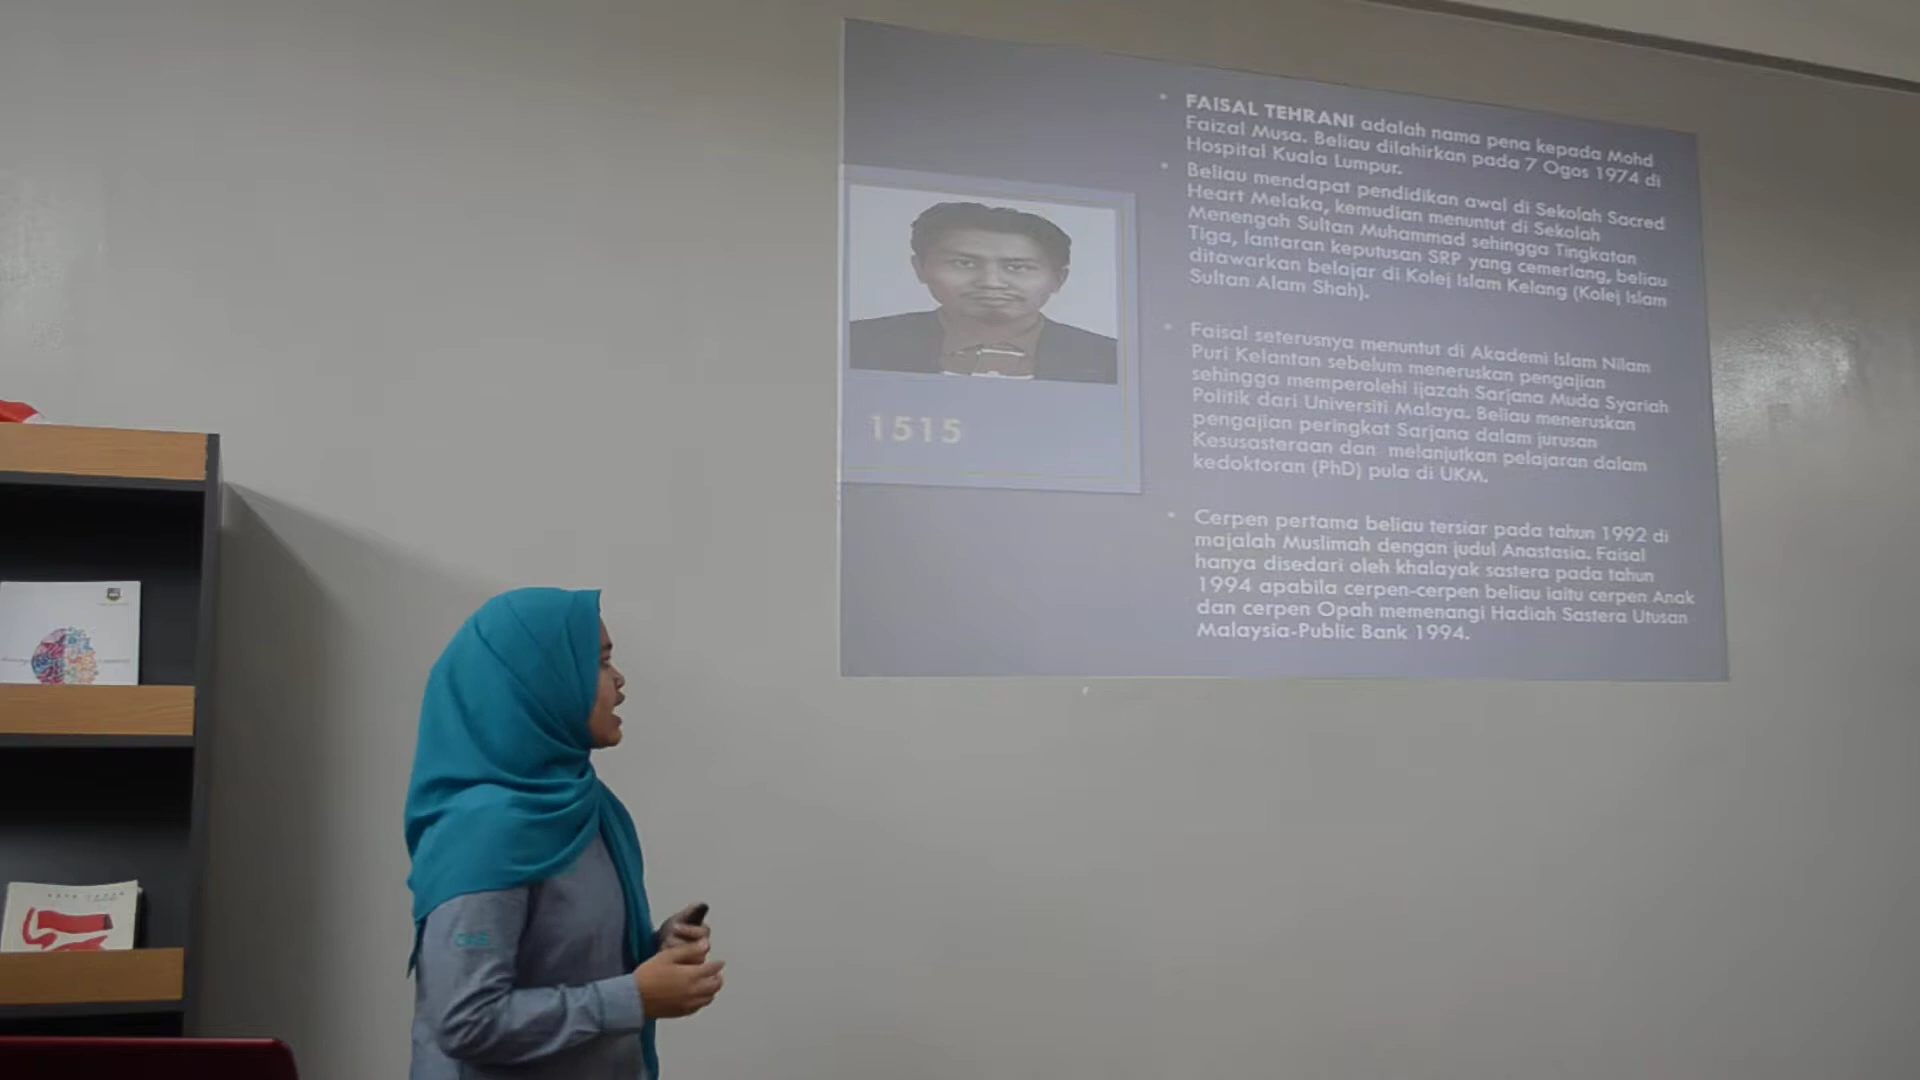 FAISAL TEHRANI adalah nama pena kepada Mohd
Faizal Musa. Beliau dilahirkan pada 7 Ogos 1974 di
Hospital Kuala Lumpur.
Beliau mendapat pendidikan awal di Sekolah Sacred
Heart Melaka, kemudian menuntut di Sekolah
Menengah Sultan Muhammad sehingga Tingkatan
Tiga, lantaran keputusan SRP yang cemerlang, beliau
ditawarkan belajar di Kolej Islam Kelang (Kolej Islam
Sultan Alam Shah).
Faisal seterusnya menuntut di Akademi Islam Nilam
Puri Kelantan sebelum meneruskan pengajian
sehingga memperolehi ijazah Sarjana Muda Syariah
Politik dari Universiti Malaya. Beliau meneruskan
pengajian peringkat Sarjana dalam jurusan
Kesusasteraan dan melanjutkan pelajaran dalam
kedoktoran (PhD) pula di UKM.
Cerpen pertama beliau tersiar pada tahun 1992 di
majalah Muslimah dengan judul Anastasia. Faisal
hanya disedari oleh khalayak sastera pada tahun
1994 apabila cerpen-cerpen beliau iaitu cerpen Anak
dan cerpen Opah memenangi Hadiah Sastera Utusan
Malaysia-Public Bank 1994.
1515